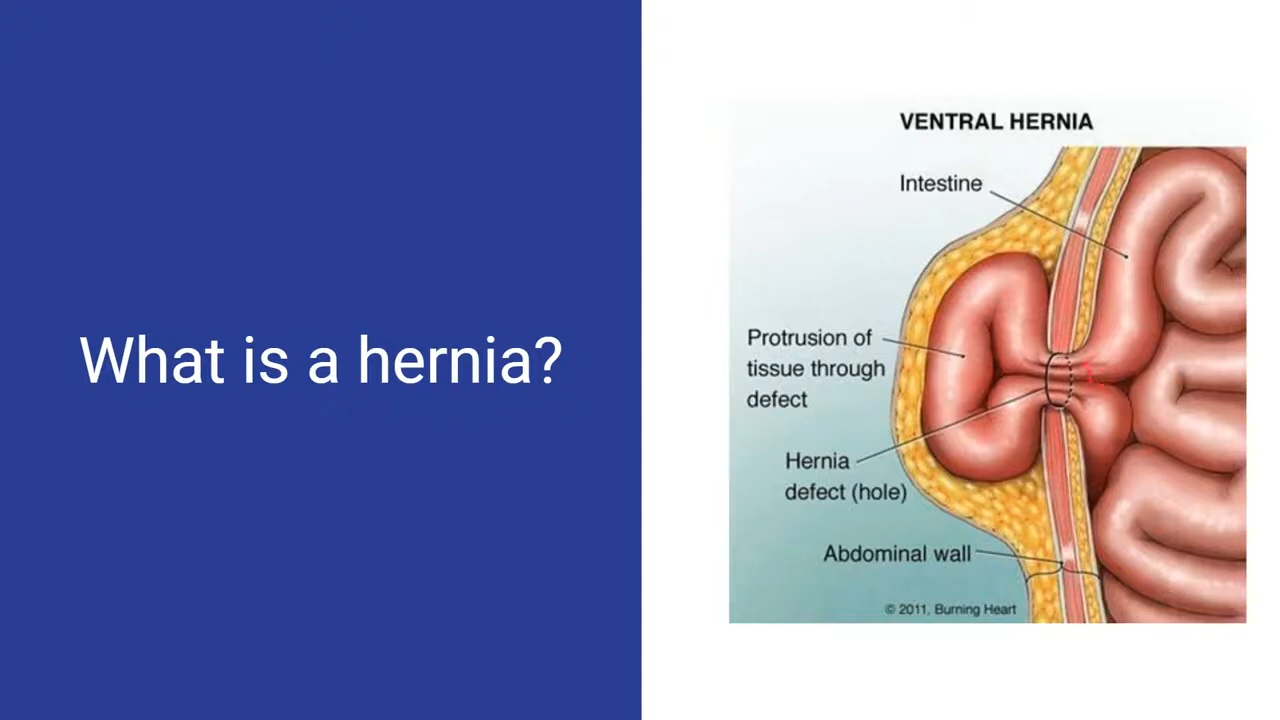 What is a hernia?
VENTRAL HERNIA
Intestine
Protrusion of
tissue through
defect
Hernia
defect (hole)
Abdominal wall
© 2011, Burning Heart